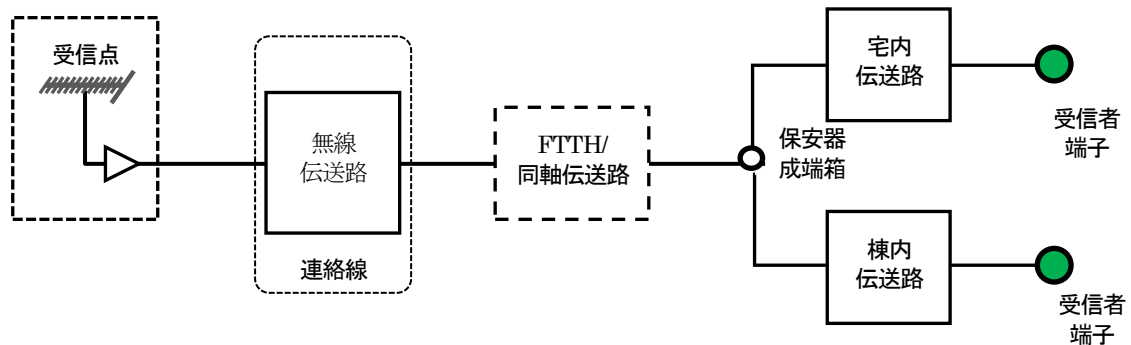 受信点
無線
伝送路
連絡線
FTTH/
同軸伝送路
保安器
成端箱
宅内
伝送路
受信者
端子
棟内
伝送路
受信者
端子